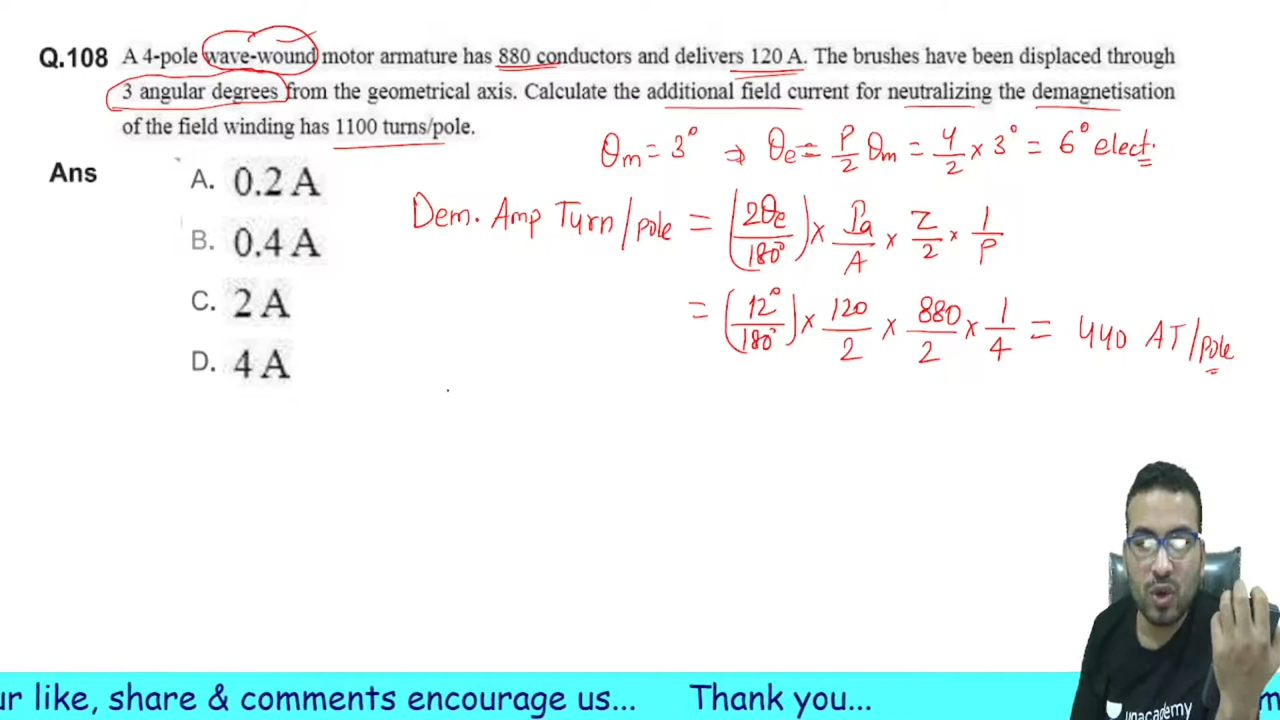 Q.108 A 4-pole wave-wound motor armature has 880 conductors and delivers 120 A. The brushes have been displaced through
3 angular degrees from the geometrical axis. Calculate the additional field current for neutralizing the demagnetisation
of the field winding has 1100 turns/pole.
θm = 3° ⇒ θe = P/2 θm = 4/2 × 3° = 6° elect.
Ans
A. 0.2 A
B. 0.4 A
C. 2 A
D. 4 A
Dem. Amp Turn/pole = (2θe/180°) × Ia/A × Z/2 × 1/P
= (12°/180°) × 120/2 × 880/2 × 1/4 = 440 AT/pole
ur like, share & comments encourage us... Thank you...
unacademy